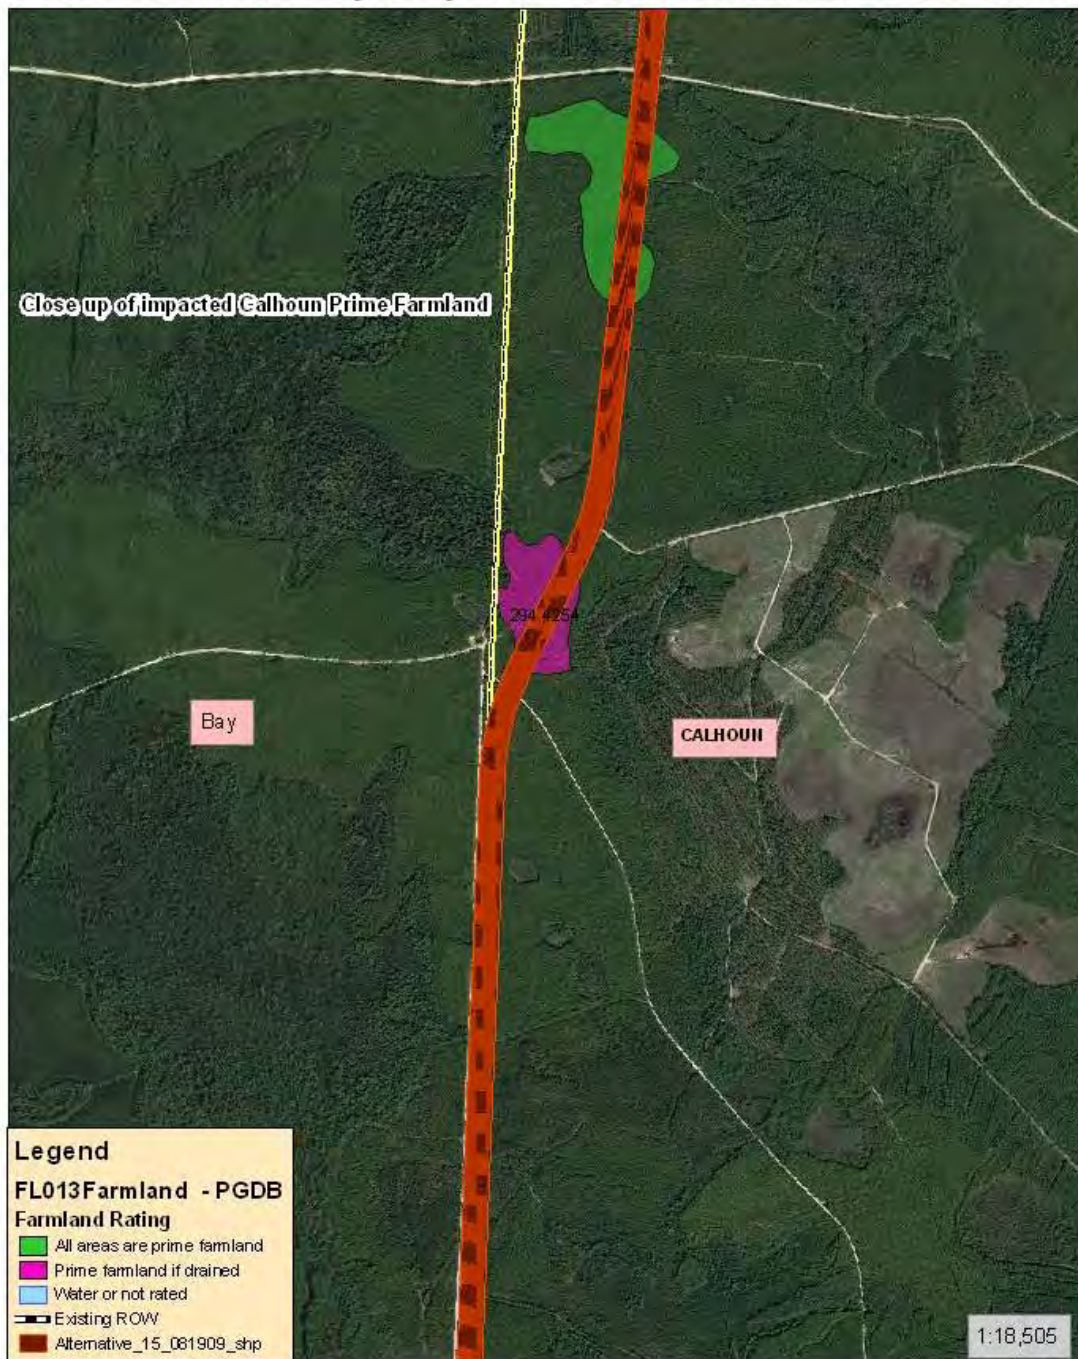 Close up of impacted Calhoun Prime Farmland
294.4254
Bay
CALHOUN
Legend
FL013Farmland - PGDB
Farmland Rating
All areas are prime farmland
Prime farmland if drained
Water or not rated
Existing ROW
Alternative_15_081909_shp
1:18,505